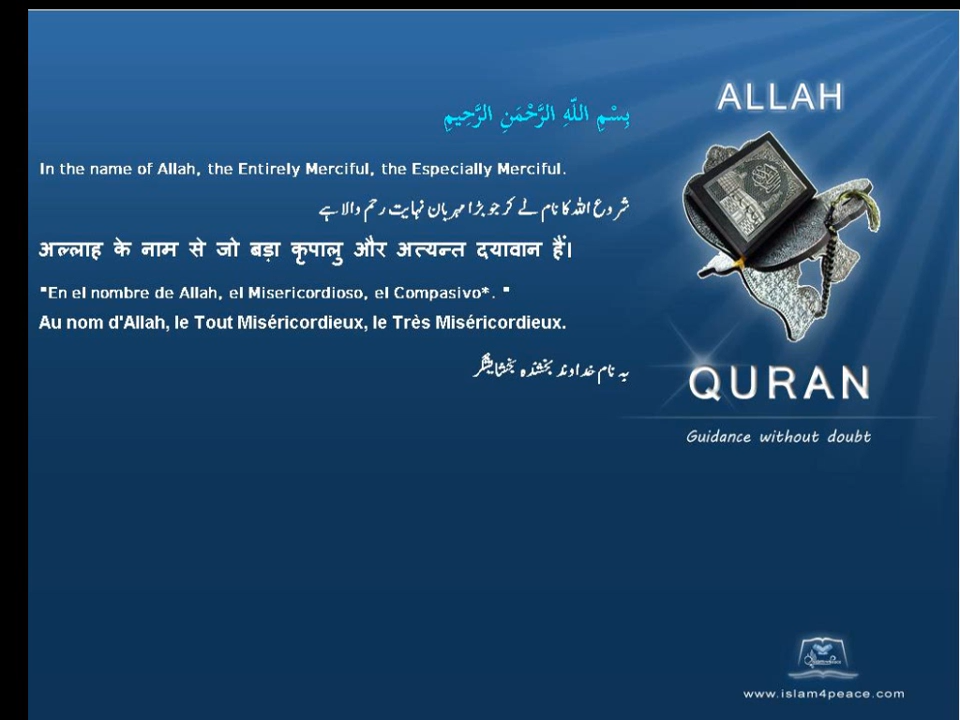 بِسْمِ اللَّهِ الرَّحْمَنِ الرَّحِيمِ
In the name of Allah, the Entirely Merciful, the Especially Merciful.
شروع الله کا نام لے کر جو بڑا مہربان نہایت رحم والا ہے
अल्लाह के नाम से जो बड़ा कृपालु और अत्यन्त दयावान हैं।
"En el nombre de Allah, el Misericordioso, el Compasivo*. "
Au nom d'Allah, le Tout Miséricordieux, le Très Miséricordieux.
به نام خداوند بخشنده بخشایشگر
ALLAH
QURAN
Guidance without doubt
www.islam4peace.com